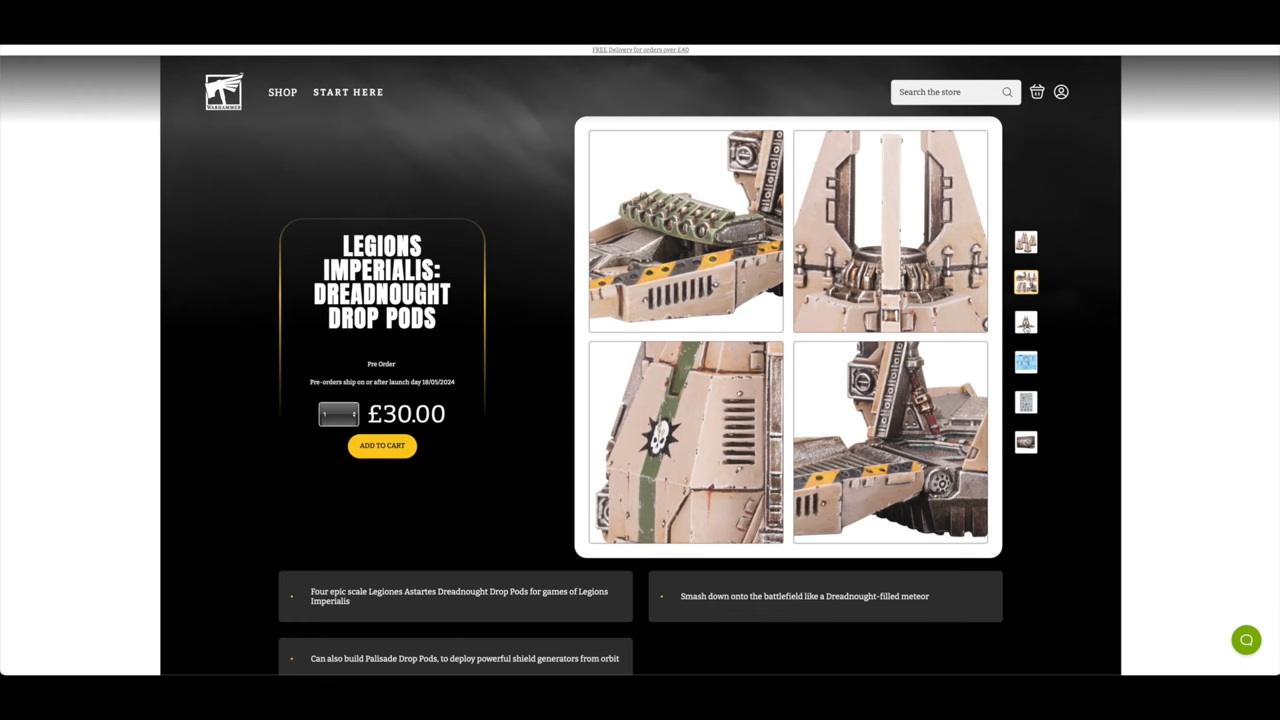 FREE Delivery for orders over £40
WARHAMMER
SHOP
START HERE
Search the store
LEGIONS
IMPERIALIS:
DREADNOUGHT
DROP PODS
Pre Order
Pre-orders ship on or after launch day 18/05/2024
1
£30.00
ADD TO CART
Four epic scale Legiones Astartes Dreadnought Drop Pods for games of Legions
Imperialis
Smash down onto the battlefield like a Dreadnought-filled meteor
Can also build Palisade Drop Pods, to deploy powerful shield generators from orbit